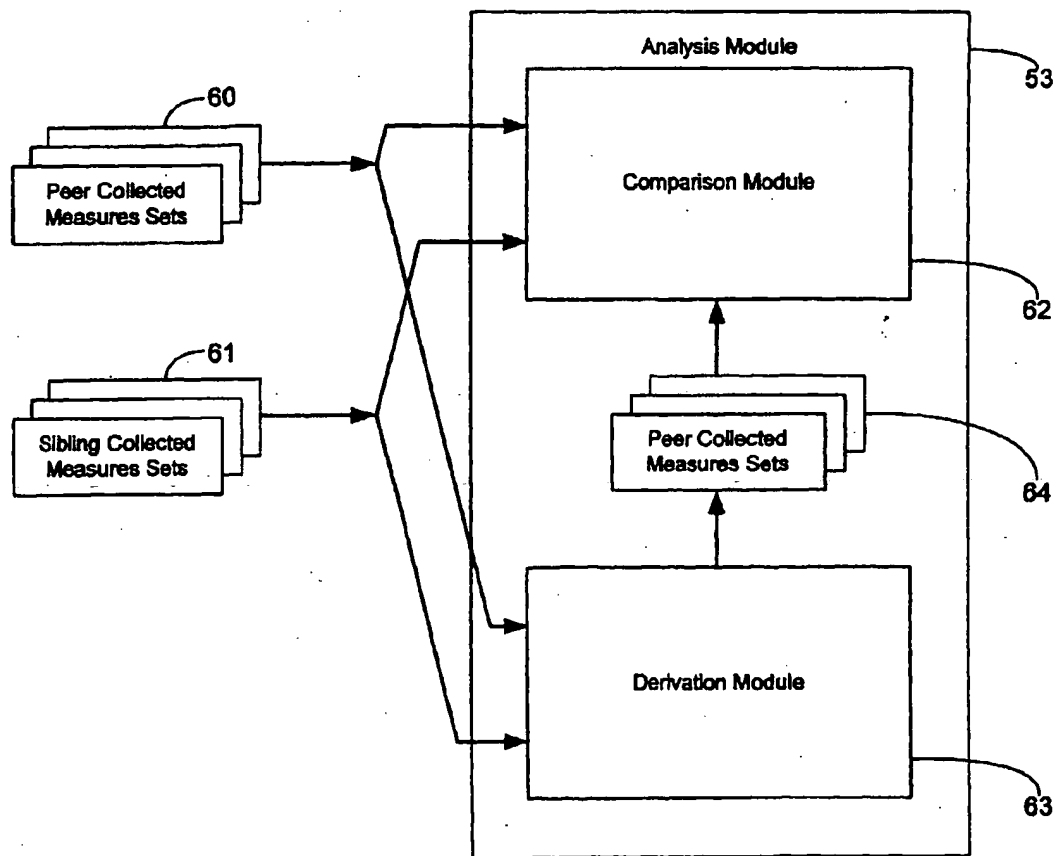 Analysis Module
53
60
Peer Collected
Measures Sets
Comparison Module
62
61
Sibling Collected
Measures Sets
Peer Collected
Measures Sets
64
Derivation Module
63